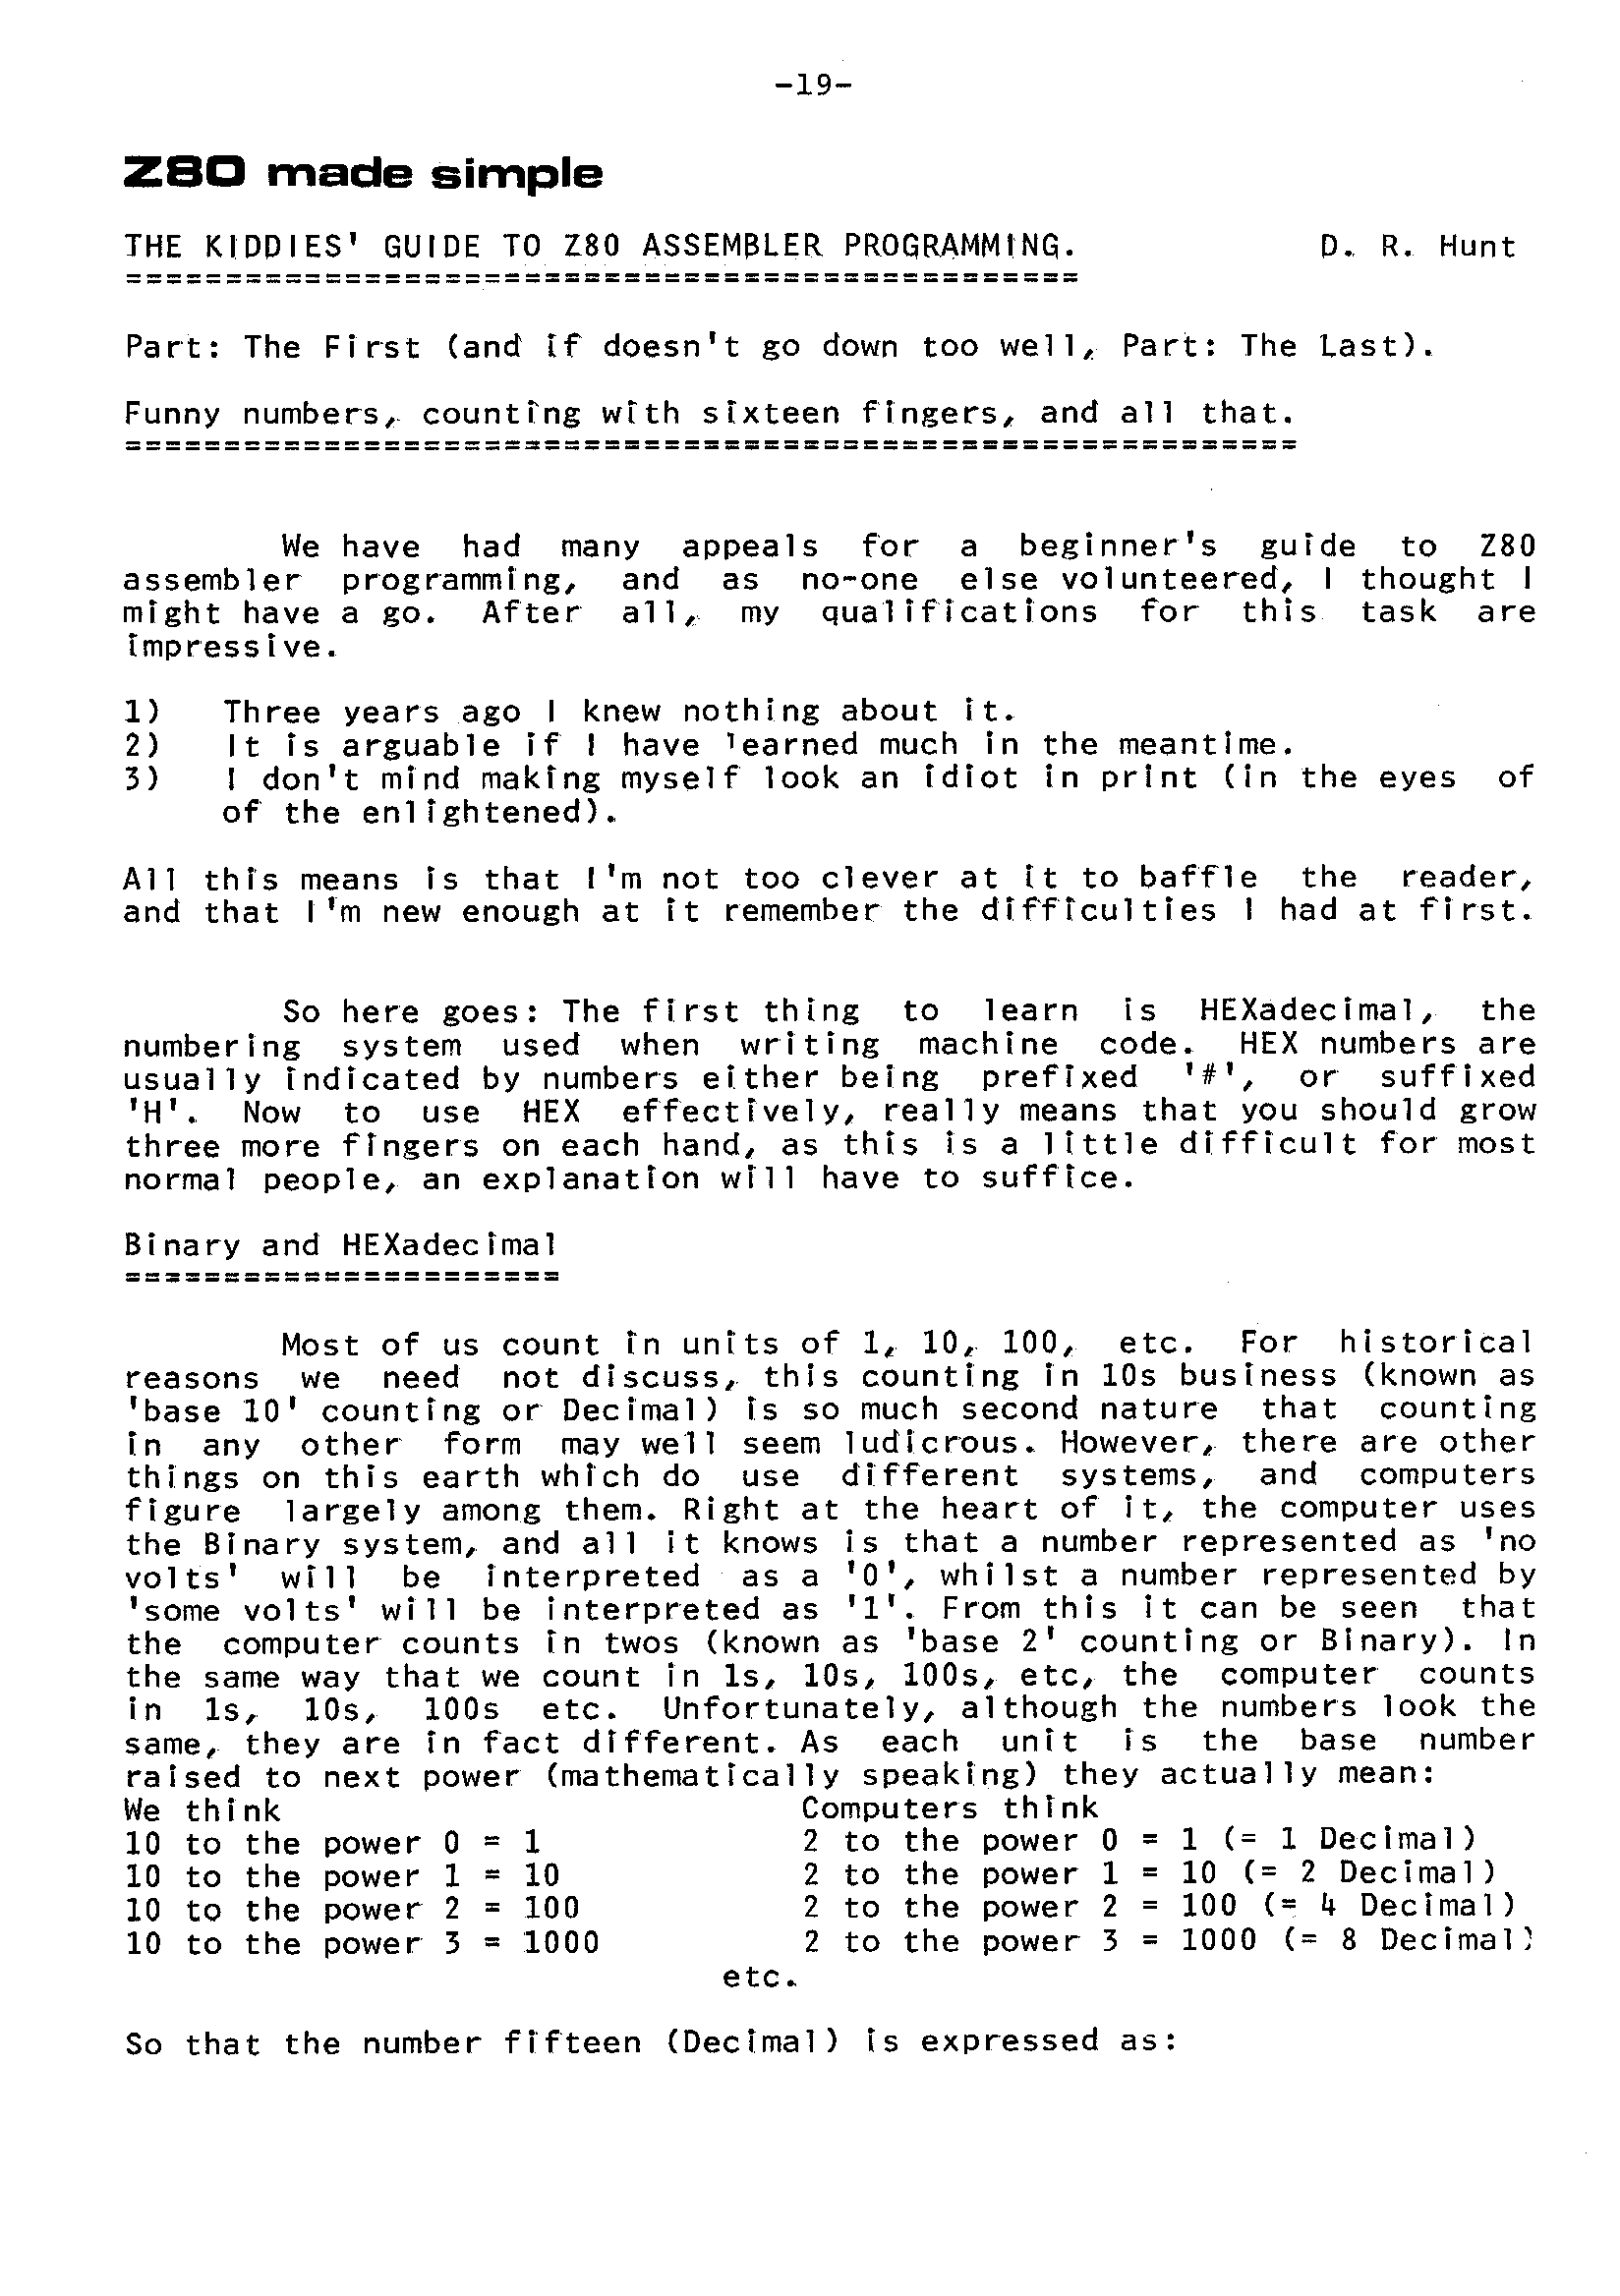 -19-
Z80 made simple
THE KIDDIES' GUIDE TO Z80 ASSEMBLER PROGRAMMING. D. R. Hunt
================================================
Part: The First (and if doesn't go down too well, Part: The Last).
Funny numbers, counting with sixteen fingers, and all that.
===========================================================
We have had many appeals for a beginner's guide to Z80
assembler programming, and as no-one else volunteered, I thought I
might have a go. After all, my qualifications for this task are
impressive.
1) Three years ago I knew nothing about it.
2) It is arguable if I have learned much in the meantime.
3) I don't mind making myself look an idiot in print (in the eyes of
of the enlightened).
All this means is that I'm not too clever at it to baffle the reader,
and that I'm new enough at it remember the difficulties I had at first.
So here goes: The first thing to learn is HEXadecimal, the
numbering system used when writing machine code. HEX numbers are
usually indicated by numbers either being prefixed '#', or suffixed
'H'. Now to use HEX effectively, really means that you should grow
three more fingers on each hand, as this is a little difficult for most
normal people, an explanation will have to suffice.
Binary and HEXadecimal
======================
Most of us count in units of 1, 10, 100, etc. For historical
reasons we need not discuss, this counting in 10s business (known as
'base 10' counting or Decimal) is so much second nature that counting
in any other form may well seem ludicrous. However, there are other
things on this earth which do use different systems, and computers
figure largely among them. Right at the heart of it, the computer uses
the Binary system, and all it knows is that a number represented as 'no
volts' will be interpreted as a '0', whilst a number represented by
'some volts' will be interpreted as '1'. From this it can be seen that
the computer counts in twos (known as 'base 2' counting or Binary). In
the same way that we count in 1s, 10s, 100s, etc, the computer counts
in 1s, 10s, 100s etc. Unfortunately, although the numbers look the
same, they are in fact different. As each unit is the base number
raised to next power (mathematically speaking) they actually mean:
We think Computers think
10 to the power 0 = 1 2 to the power 0 = 1 (= 1 Decimal)
10 to the power 1 = 10 2 to the power 1 = 10 (= 2 Decimal)
10 to the power 2 = 100 2 to the power 2 = 100 (= 4 Decimal)
10 to the power 3 = 1000 2 to the power 3 = 1000 (= 8 Decimal)
etc.
So that the number fifteen (Decimal) is expressed as: